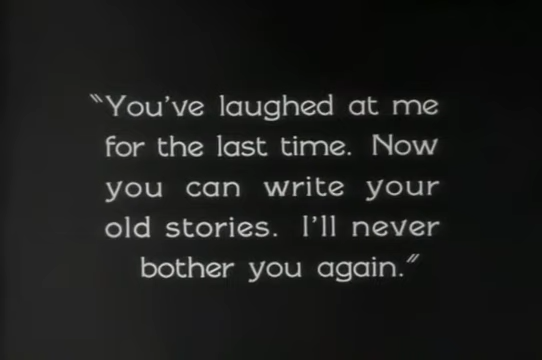 "You've laughed at me
for the last time. Now
you can write your
old stories. I'll never
bother you again."